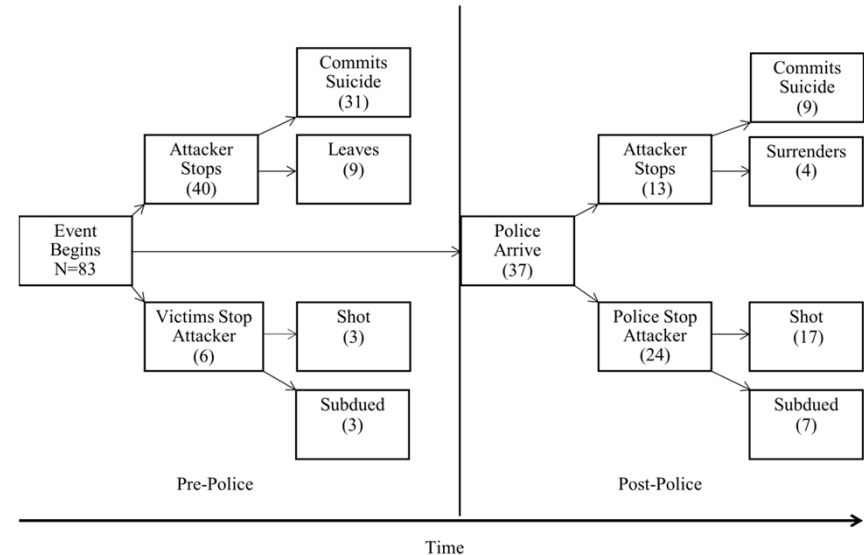 Event
Begins
N=83
Attacker
Stops
(40)
Commits
Suicide
(31)
Leaves
(9)
Victims Stop
Attacker
(6)
Shot
(3)
Subdued
(3)
Pre-Police
Police
Arrive
(37)
Attacker
Stops
(13)
Commits
Suicide
(9)
Surrenders
(4)
Police Stop
Attacker
(24)
Shot
(17)
Subdued
(7)
Post-Police
Time